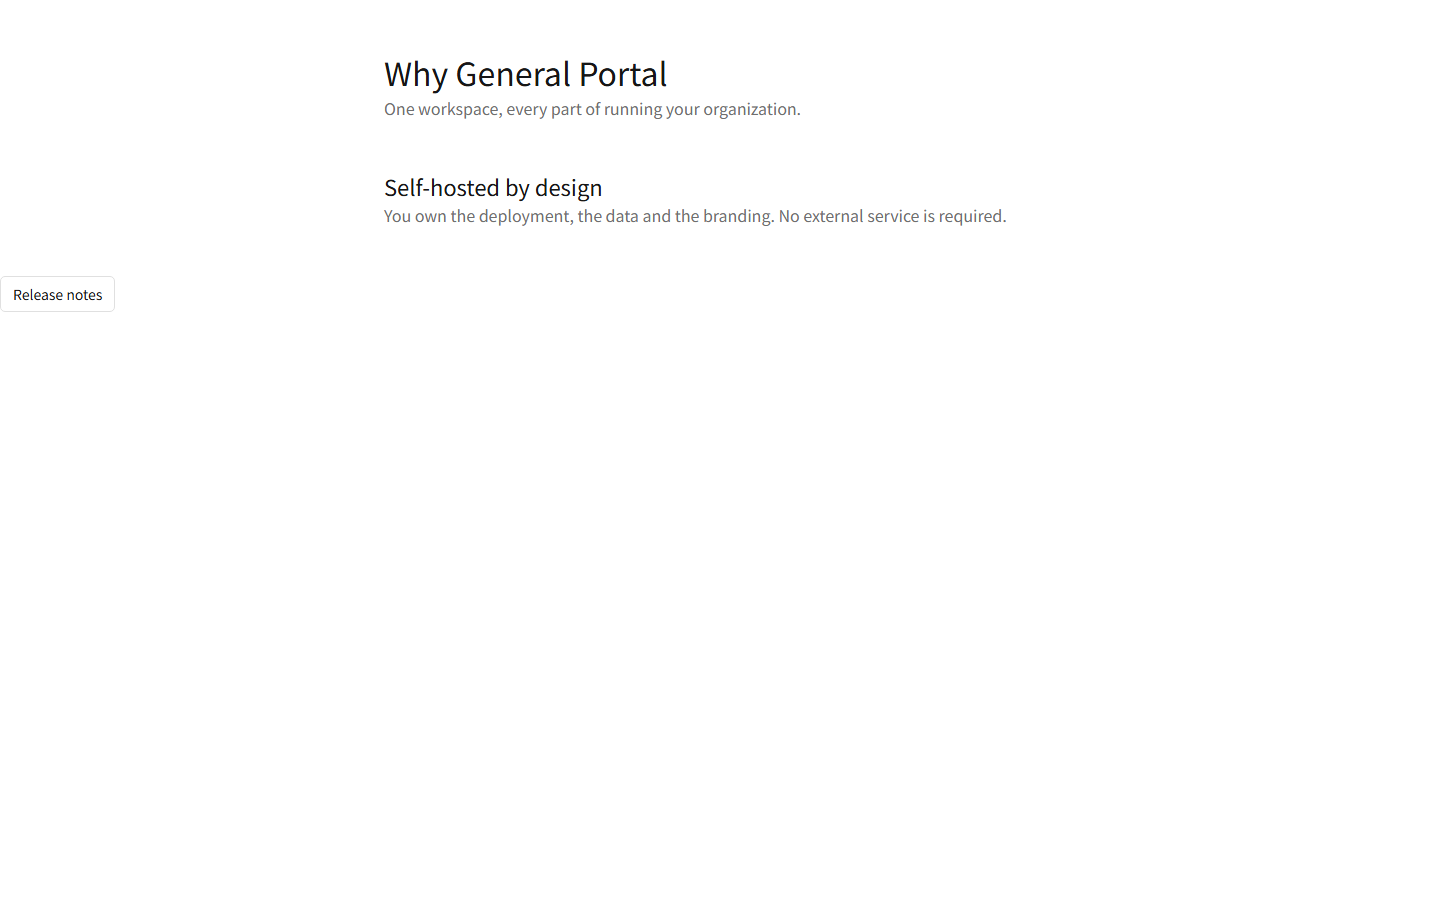 Why General Portal
One workspace, every part of running your organization.
Self-hosted by design
You own the deployment, the data and the branding. No external service is required.
Release notes